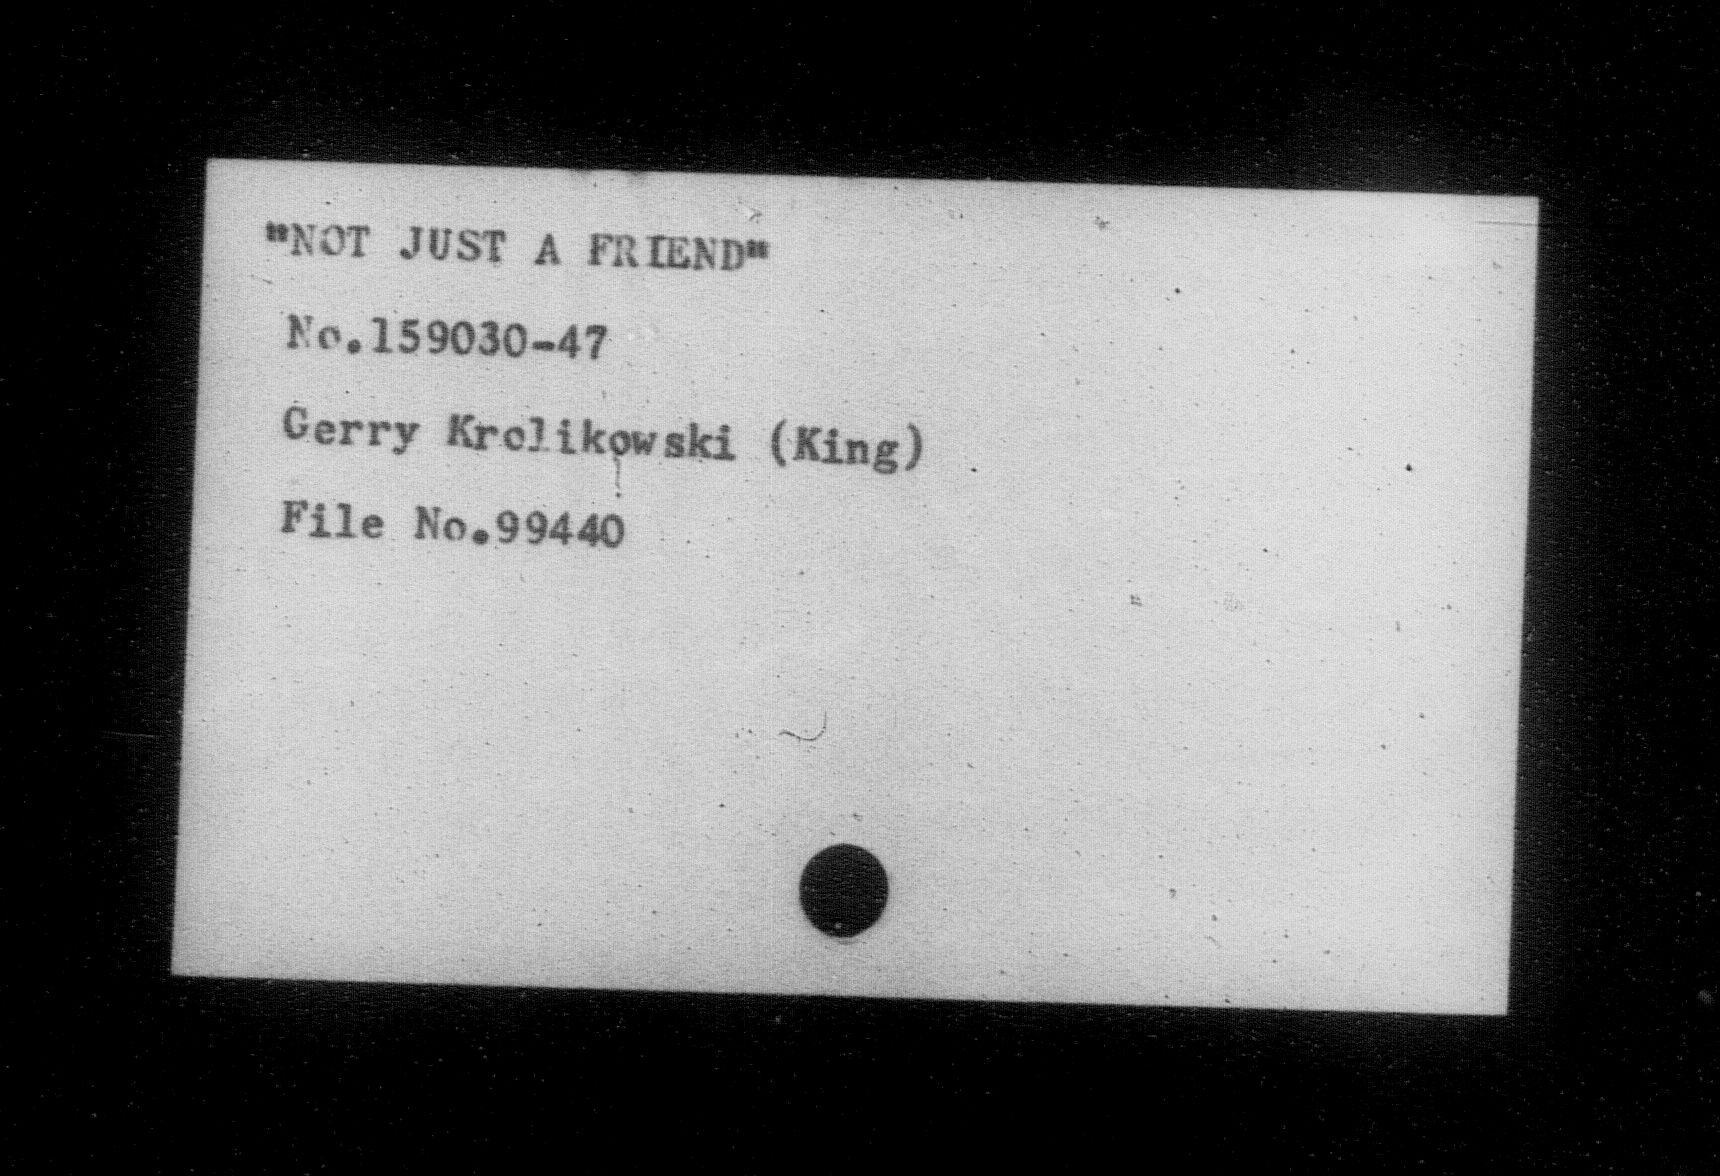 "NOT JUST A FRIEND"
No.159030-47
Gerry Krolikowski (King)
File No.99440